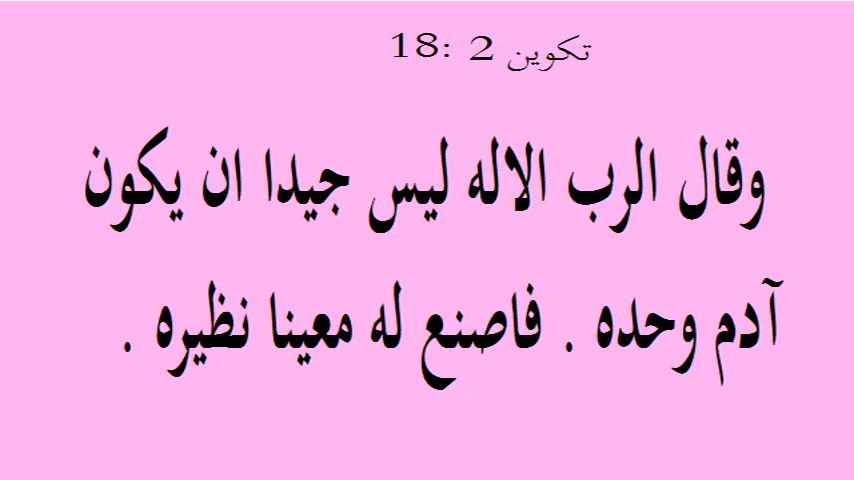 تكوين 2 :18
وقال الرب الاله ليس جيدا ان يكون
آدم وحده . فاصنع له معينا نظيره .